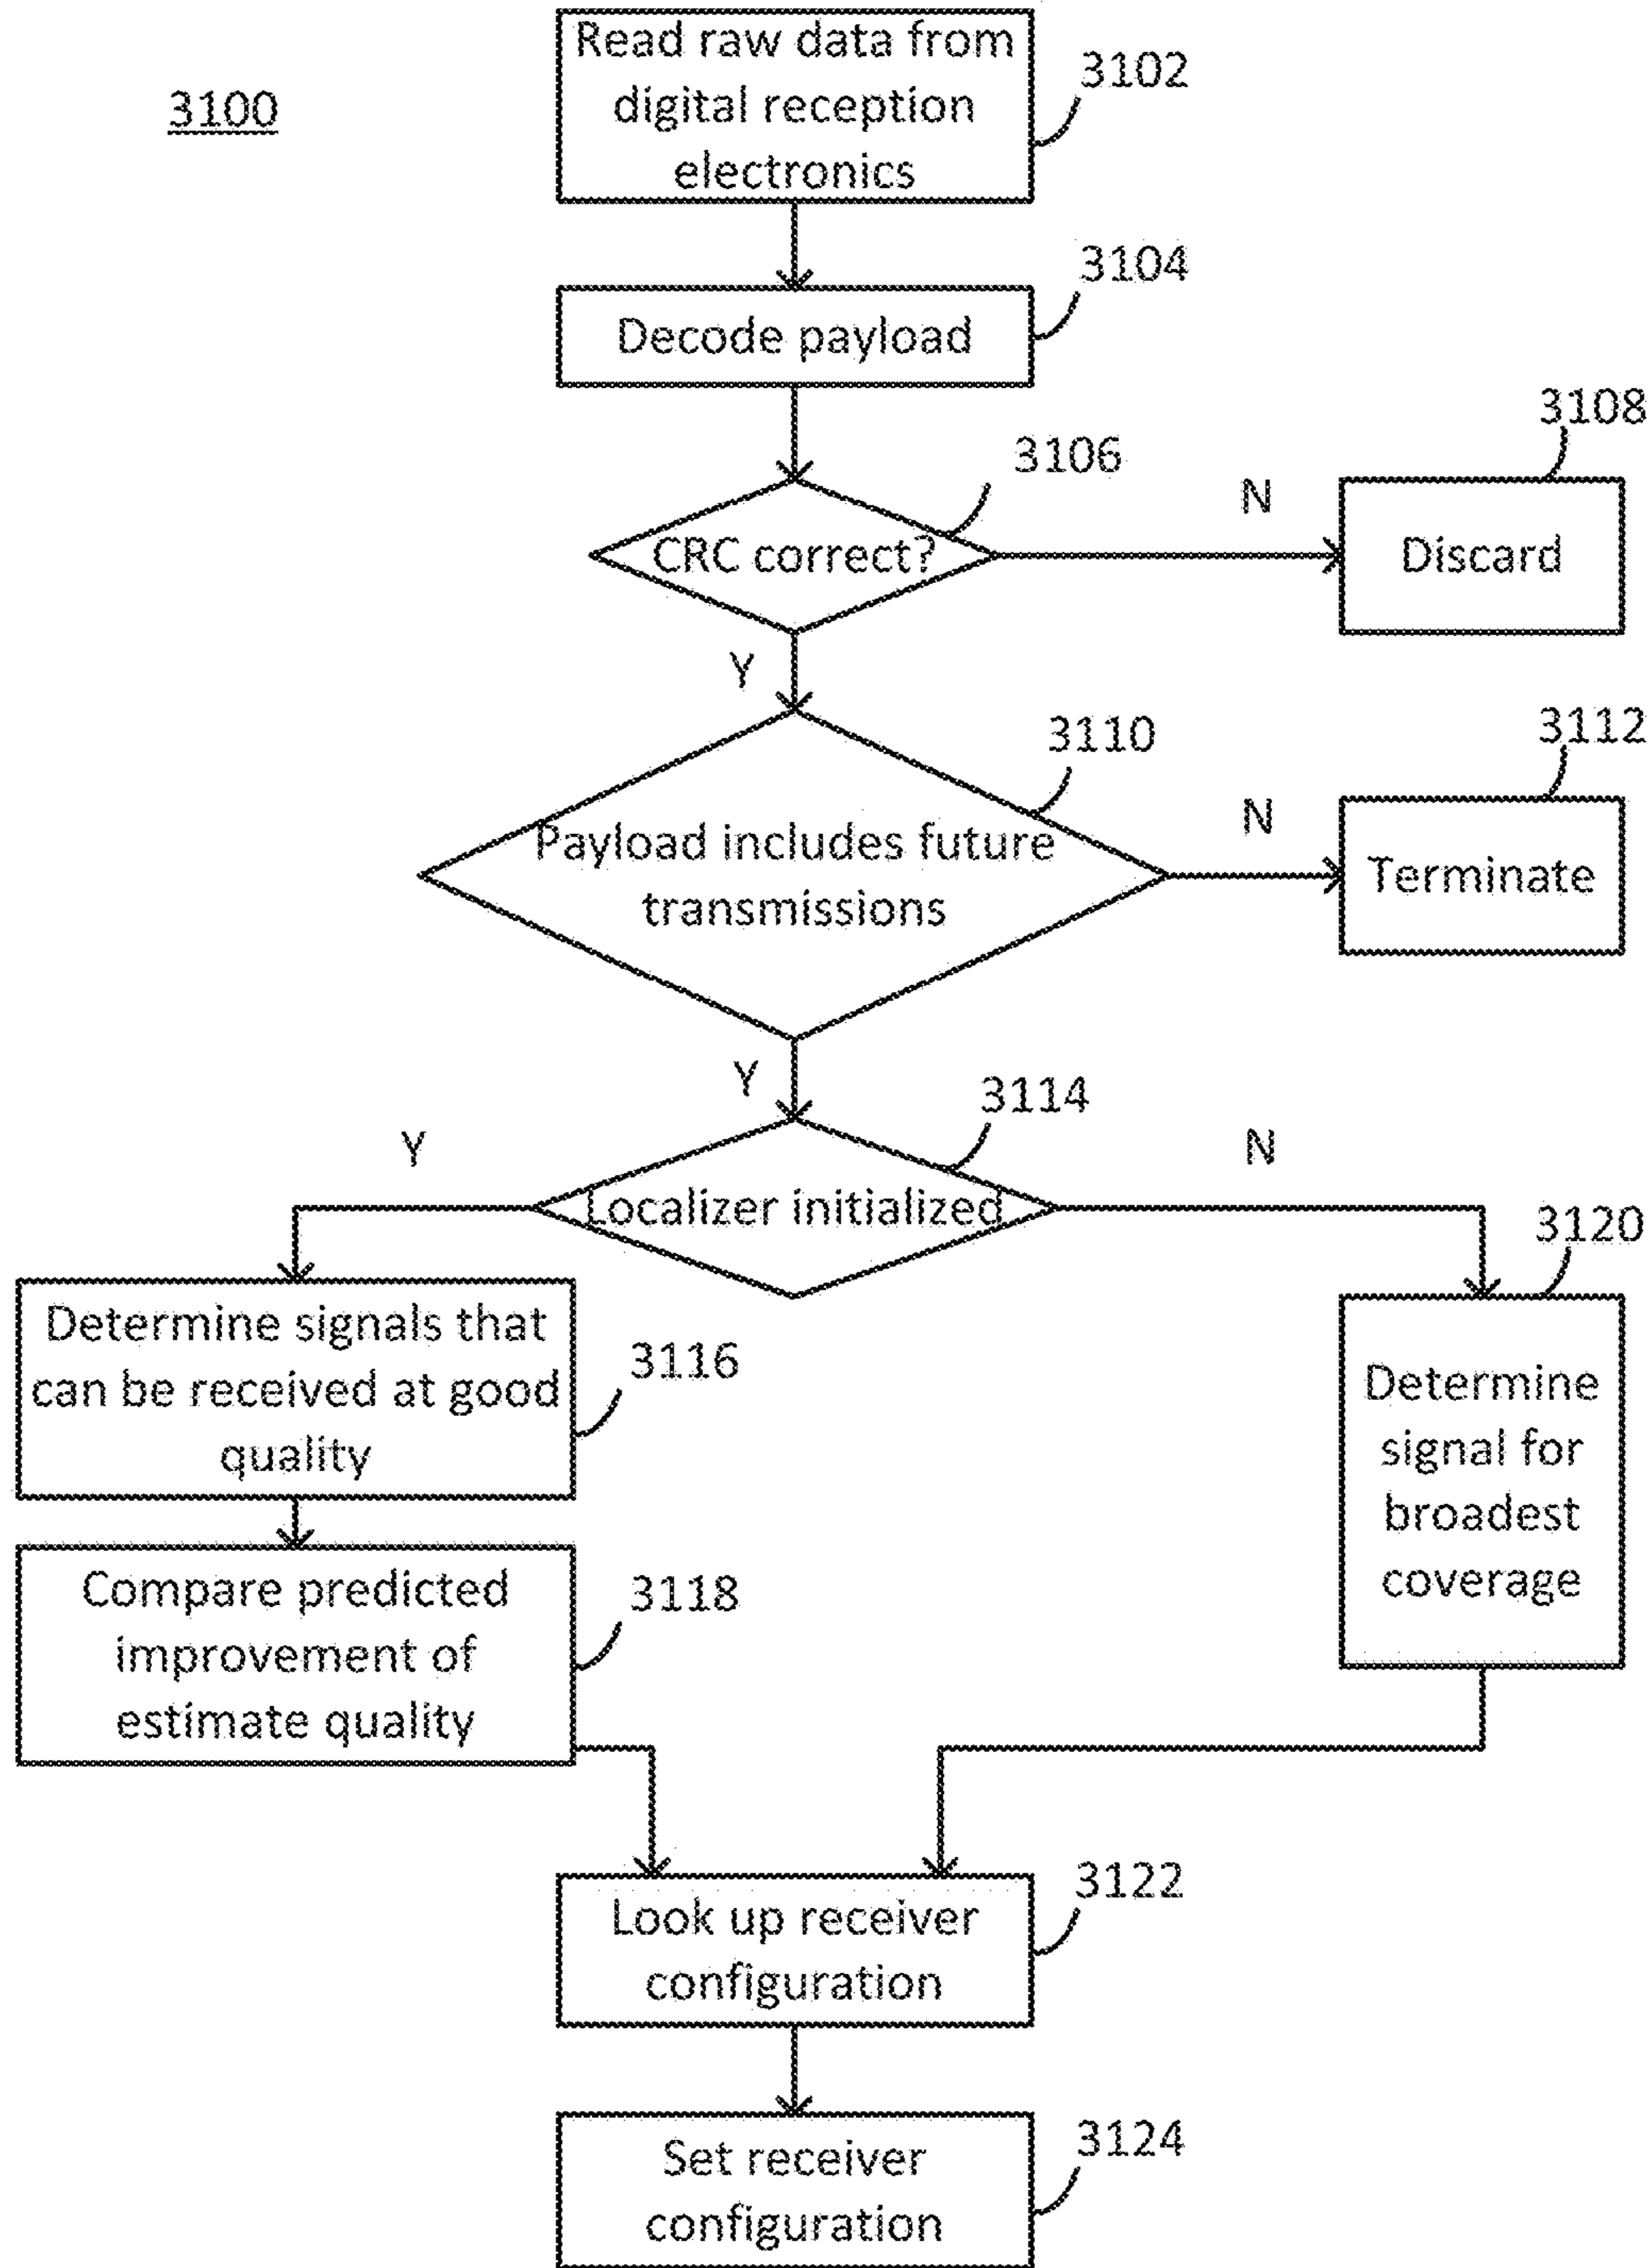 3100
Read raw data from
digital reception
electronics
3102
Decode payload
3104
CRC correct?
3106
N
Discard
3108
Y
Payload includes future
transmissions
3110
N
Terminate
3112
Y
Localizer initialized
3114
Y
N
Determine signals that
can be received at good
quality
3116
Compare predicted
improvement of
estimate quality
3118
Determine
signal for
broadest
coverage
3120
Look up receiver
configuration
3122
Set receiver
configuration
3124